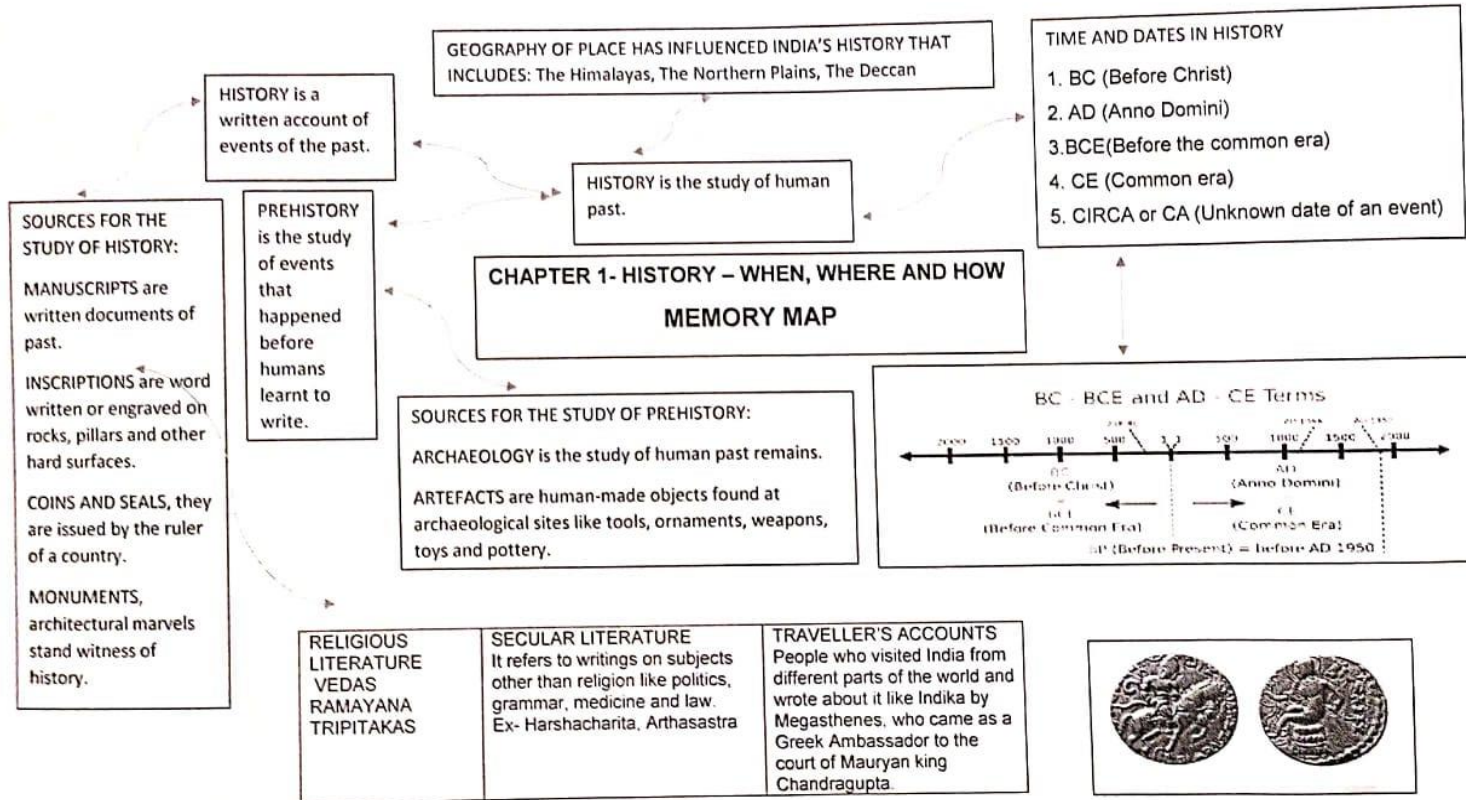 GEOGRAPHY OF PLACE HAS INFLUENCED INDIA'S HISTORY THAT
INCLUDES: The Himalayas, The Northern Plains, The Deccan
TIME AND DATES IN HISTORY
1. BC (Before Christ)
2. AD (Anno Domini)
3.BCE(Before the common era)
4. CE (Common era)
5. CIRCA or CA (Unknown date of an event)
HISTORY is a
written account of
events of the past.
HISTORY is the study of human
past.
SOURCES FOR THE
STUDY OF HISTORY:
MANUSCRIPTS are
written documents of
past.
INSCRIPTIONS are word
written or engraved on
rocks, pillars and other
hard surfaces.
COINS AND SEALS, they
are issued by the ruler
of a country.
MONUMENTS,
architectural marvels
stand witness of
history.
PREHISTORY
is the study
of events
that
happened
before
humans
learnt to
write.
CHAPTER 1- HISTORY – WHEN, WHERE AND HOW
MEMORY MAP
SOURCES FOR THE STUDY OF PREHISTORY:
ARCHAEOLOGY is the study of human past remains.
ARTEFACTS are human-made objects found at
archaeological sites like tools, ornaments, weapons,
toys and pottery.
BC - BCE and AD - CE Terms
2000 1500 1000 500 1 1 500 1000 1500 2000
BC AD
(Before Christ) (Anno Domini)
BCE CE
(Before Common Era) (Common Era)
BP (Before Present) = before AD 1950
RELIGIOUS
LITERATURE
VEDAS
RAMAYANA
TRIPITAKAS
SECULAR LITERATURE
It refers to writings on subjects
other than religion like politics,
grammar, medicine and law.
Ex- Harshacharita, Arthasastra
TRAVELLER'S ACCOUNTS
People who visited India from
different parts of the world and
wrote about it like Indika by
Megasthenes, who came as a
Greek Ambassador to the
court of Mauryan king
Chandragupta.